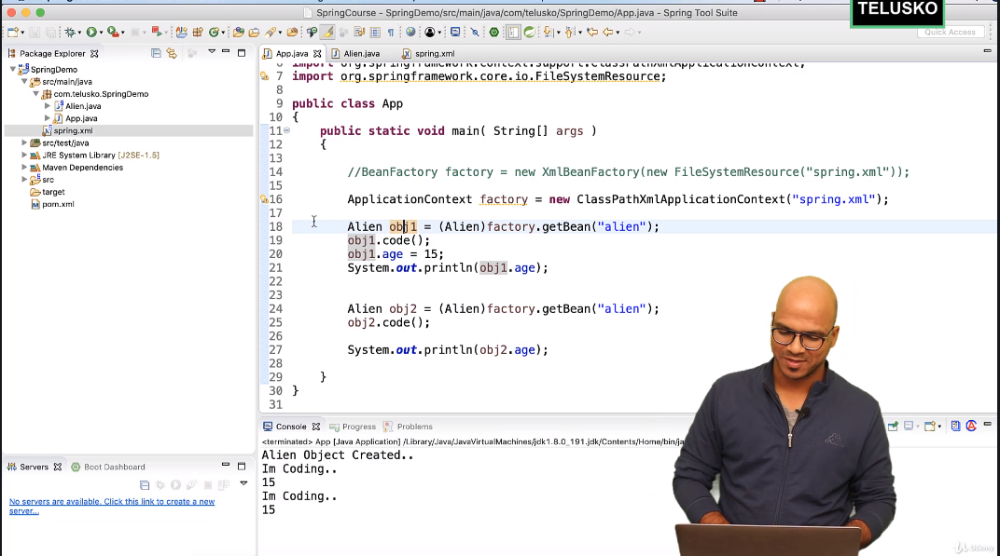 TELUSKO
SpringCourse - SpringDemo/src/main/java/com/telusko/SpringDemo/App.java - Spring Tool Suite
Quick Access
Package Explorer
SpringDemo
src/main/java
com.telusko.SpringDemo
Alien.java
App.java
spring.xml
src/test/java
JRE System Library [J2SE-1.5]
Maven Dependencies
src
target
pom.xml
App.java
Alien.java
spring.xml
6 import org.springframework.context.support.ClassPathXmlApplicationContext;
7 import org.springframework.core.io.FileSystemResource;
8
9 public class App
10 {
11 public static void main( String[] args )
12 {
13
14 //BeanFactory factory = new XmlBeanFactory(new FileSystemResource("spring.xml"));
15
16 ApplicationContext factory = new ClassPathXmlApplicationContext("spring.xml");
17
18 Alien obj1 = (Alien)factory.getBean("alien");
19 obj1.code();
20 obj1.age = 15;
21 System.out.println(obj1.age);
22
23
24 Alien obj2 = (Alien)factory.getBean("alien");
25 obj2.code();
26
27 System.out.println(obj2.age);
28
29 }
30 }
31
Servers
Boot Dashboard
No servers are available. Click this link to create a new
server...
Console
Progress
Problems
<terminated> App [Java Application] /Library/Java/JavaVirtualMachines/jdk1.8.0_191.jdk/Contents/Home/bin/ja
Alien Object Created..
Im Coding..
15
Im Coding..
15
Udemy